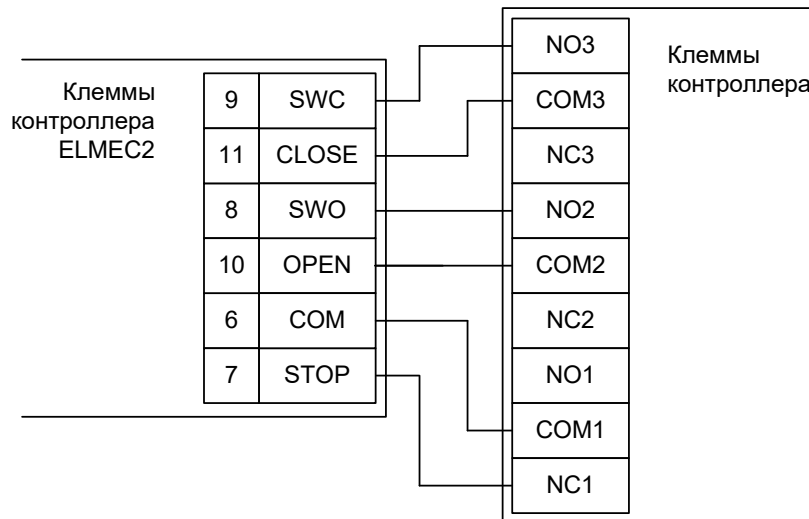 Клеммы
контроллера
ELMEC2
9 SWC
11 CLOSE
8 SWO
10 OPEN
6 COM
7 STOP
NO3
COM3
NC3
NO2
COM2
NC2
NO1
COM1
NC1
Клеммы
контроллера